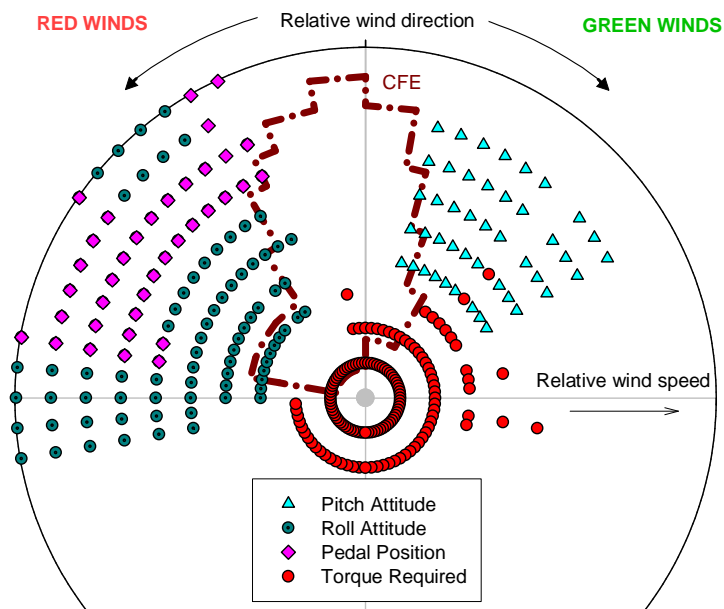 RED WINDS
Relative wind direction
GREEN WINDS
CFE
Relative wind speed
Pitch Attitude
Roll Attitude
Pedal Position
Torque Required